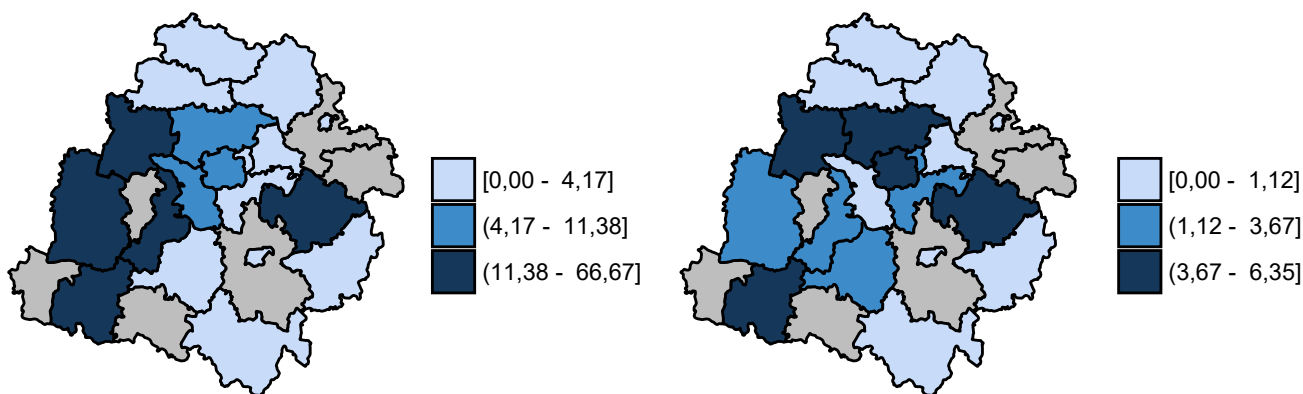 [0,00 - 4,17]
(4,17 - 11,38]
(11,38 - 66,67]
[0,00 - 1,12]
(1,12 - 3,67]
(3,67 - 6,35]